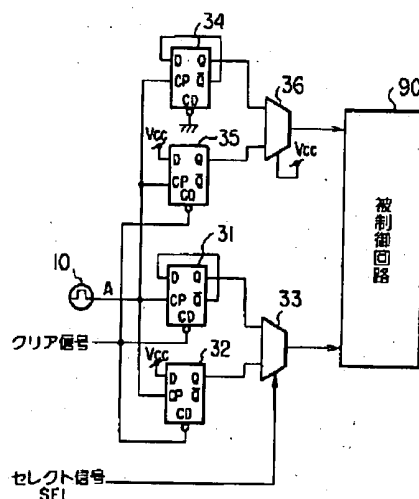 34
D Q
CP Q̅
CD
36
90
Vcc
35
D Q
CP Q̅
CD
Vcc
被制御回路
31
D Q
CP Q̅
CD
10
A
33
クリア信号
Vcc
32
D Q
CP Q̅
CD
セレクト信号
SEL